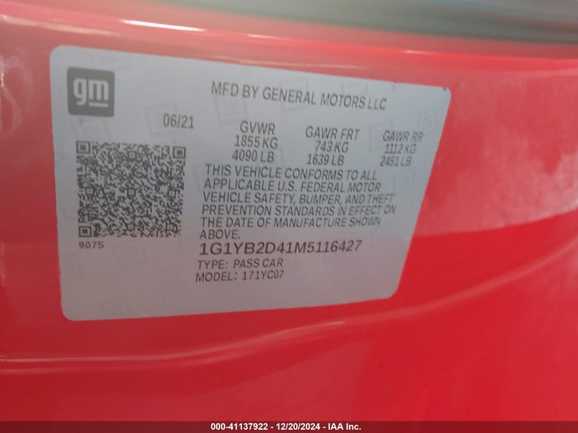 gm
MFD BY GENERAL MOTORS LLC
06/21
GVWR
1855 KG
4090 LB
GAWR FRT
743 KG
1639 LB
GAWR RR
1112 KG
2451 LB
THIS VEHICLE CONFORMS TO ALL
APPLICABLE U.S. FEDERAL MOTOR
VEHICLE SAFETY, BUMPER, AND THEFT
PREVENTION STANDARDS IN EFFECT ON
THE DATE OF MANUFACTURE SHOWN
ABOVE.
9075
1G1YB2D41M5116427
TYPE: PASS CAR
MODEL: 171YC07
000-41137922 - 12/20/2024 - IAA Inc.